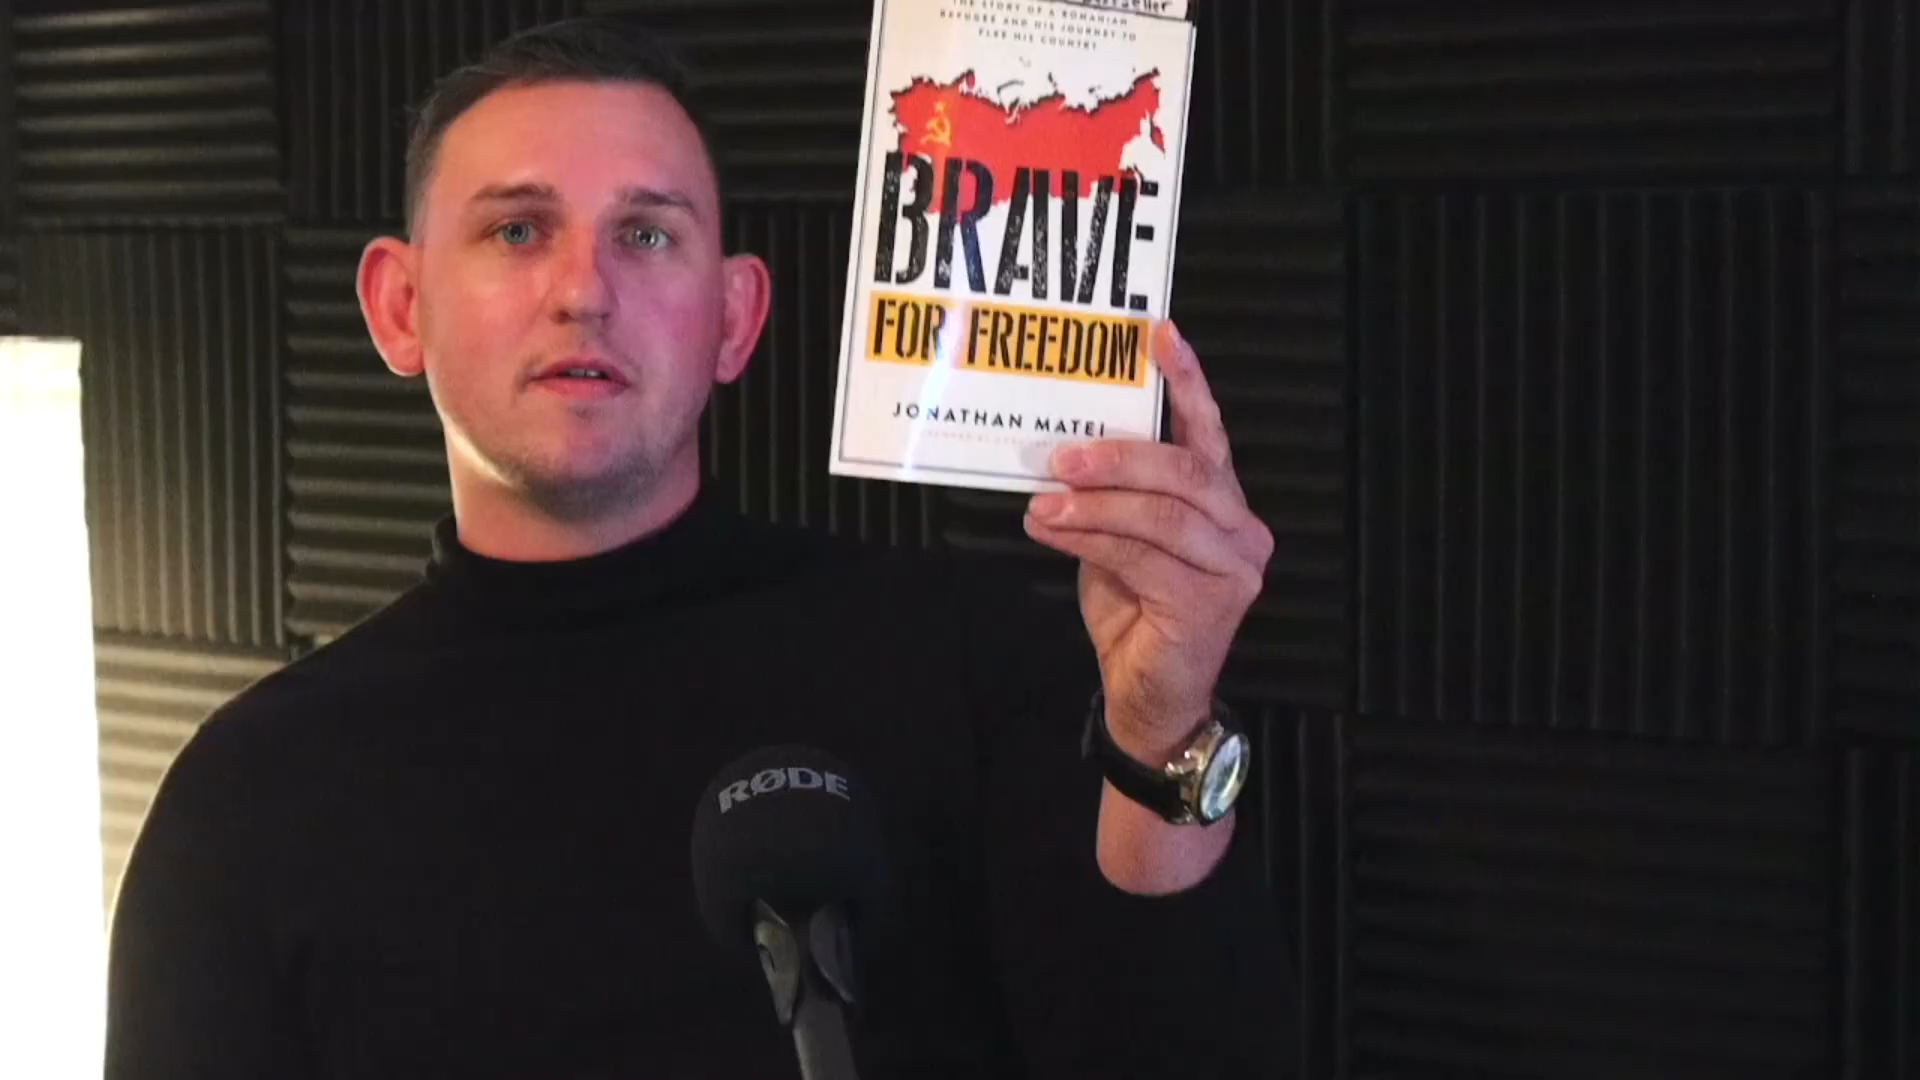 THE STORY OF A ROMANIAN
REFUGEE AND HIS JOURNEY TO
FLEE HIS COUNTRY
BRAVE
FOR FREEDOM
JONATHAN MATEI
RØDE